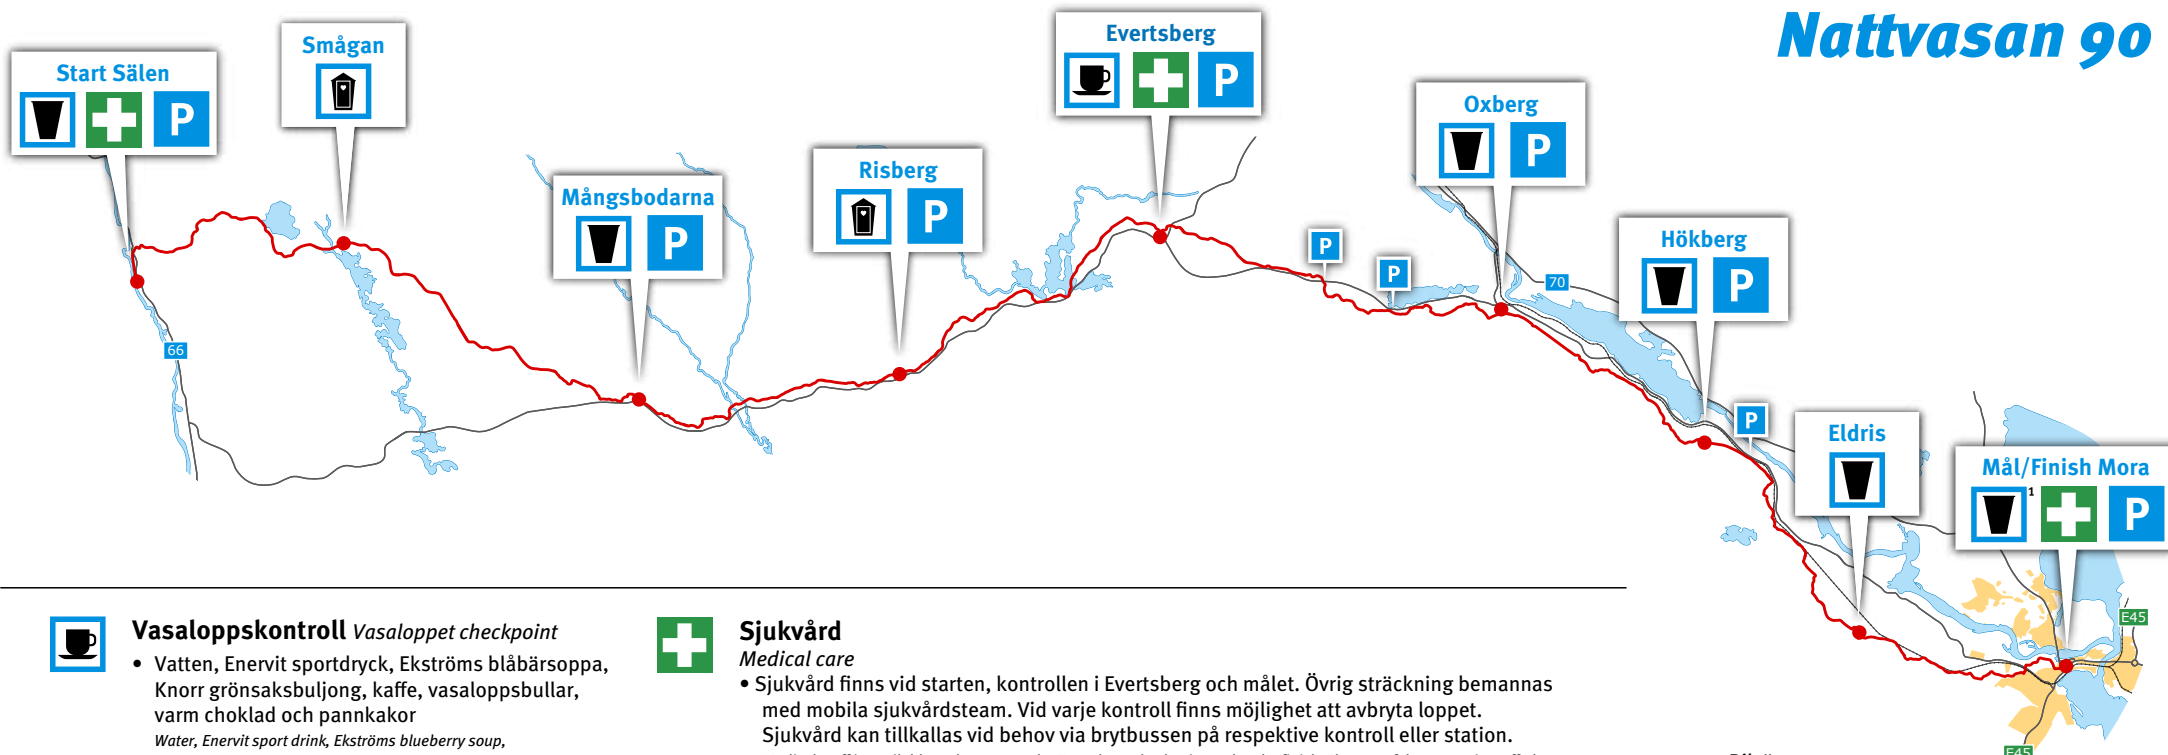 Nattvasan 90
Start Sälen
P
Smågan
Mångsbodarna
P
Risberg
P
Evertsberg
P
P
P
Oxberg
P
Hökberg
P
P
Eldris
Mål/Finish Mora
1
P
66
70
E45
E45
Vasaloppskontroll Vasaloppet checkpoint
• Vatten, Enervit sportdryck, Ekströms blåbärsoppa,
Knorr grönsaksbuljong, kaffe, vasaloppsbullar,
varm choklad och pannkakor
Water, Enervit sport drink, Ekströms blueberry soup,
Sjukvård
Medical care
• Sjukvård finns vid starten, kontrollen i Evertsberg och målet. Övrig sträckning bemannas
med mobila sjukvårdsteam. Vid varje kontroll finns möjlighet att avbryta loppet.
Sjukvård kan tillkallas vid behov via brytbussen på respektive kontroll eller station.